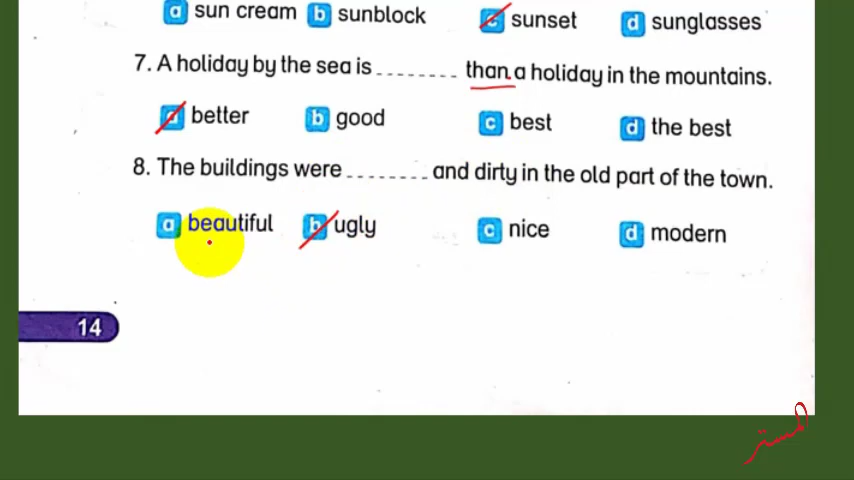 a sun cream b sunblock c sunset d sunglasses
7. A holiday by the sea is ........ than a holiday in the mountains.
a better b good c best d the best
8. The buildings were ........ and dirty in the old part of the town.
a beautiful b ugly c nice d modern
14
المستر